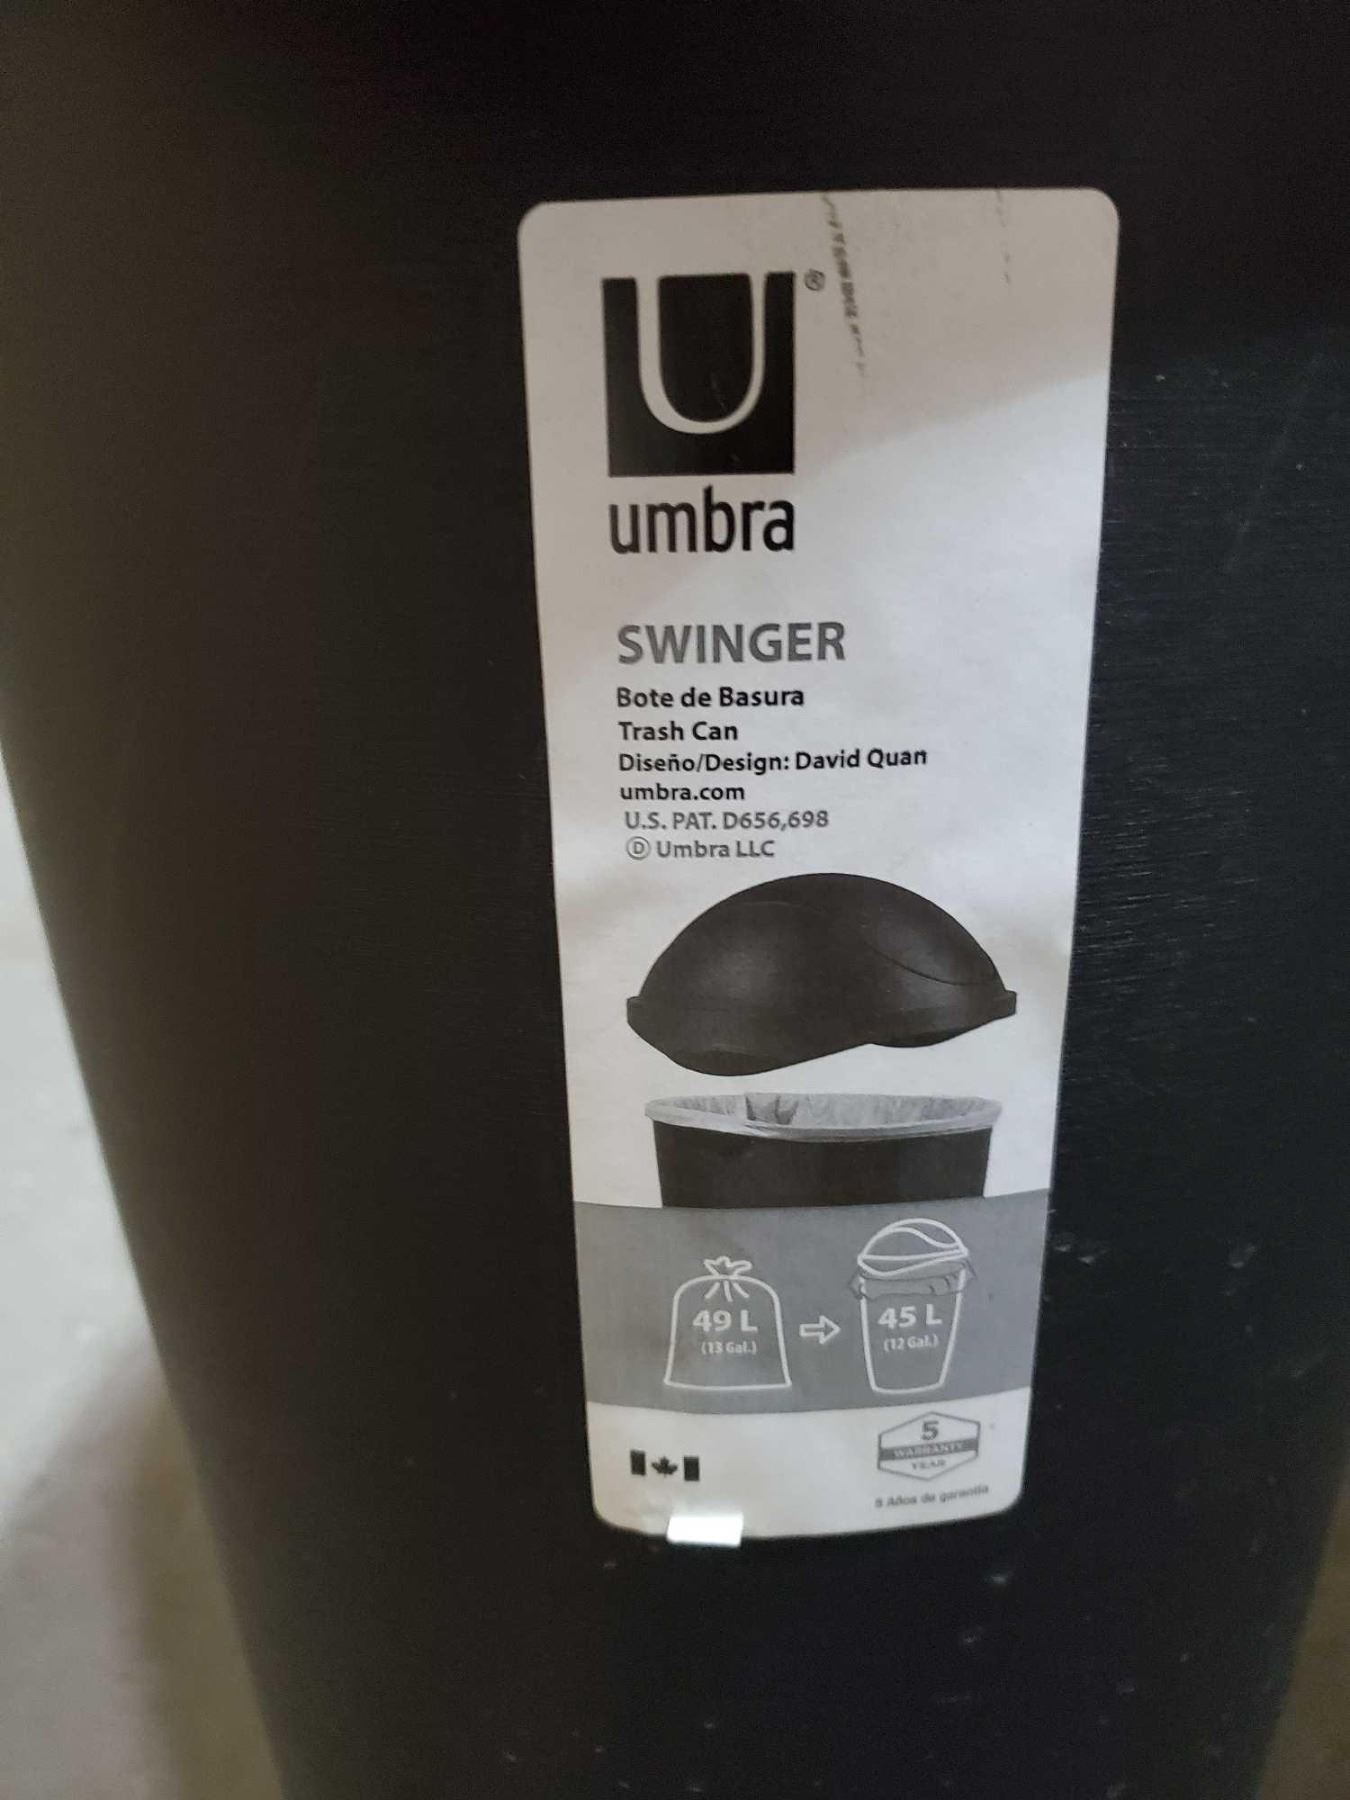 U®
umbra
SWINGER
Bote de Basura
Trash Can
Diseño/Design: David Quan
umbra.com
U.S. PAT. D656,698
Ⓓ Umbra LLC
49 L
(13 Gal.)
45 L
(12 Gal.)
5
WARRANTY
YEAR
5 Años de garantía